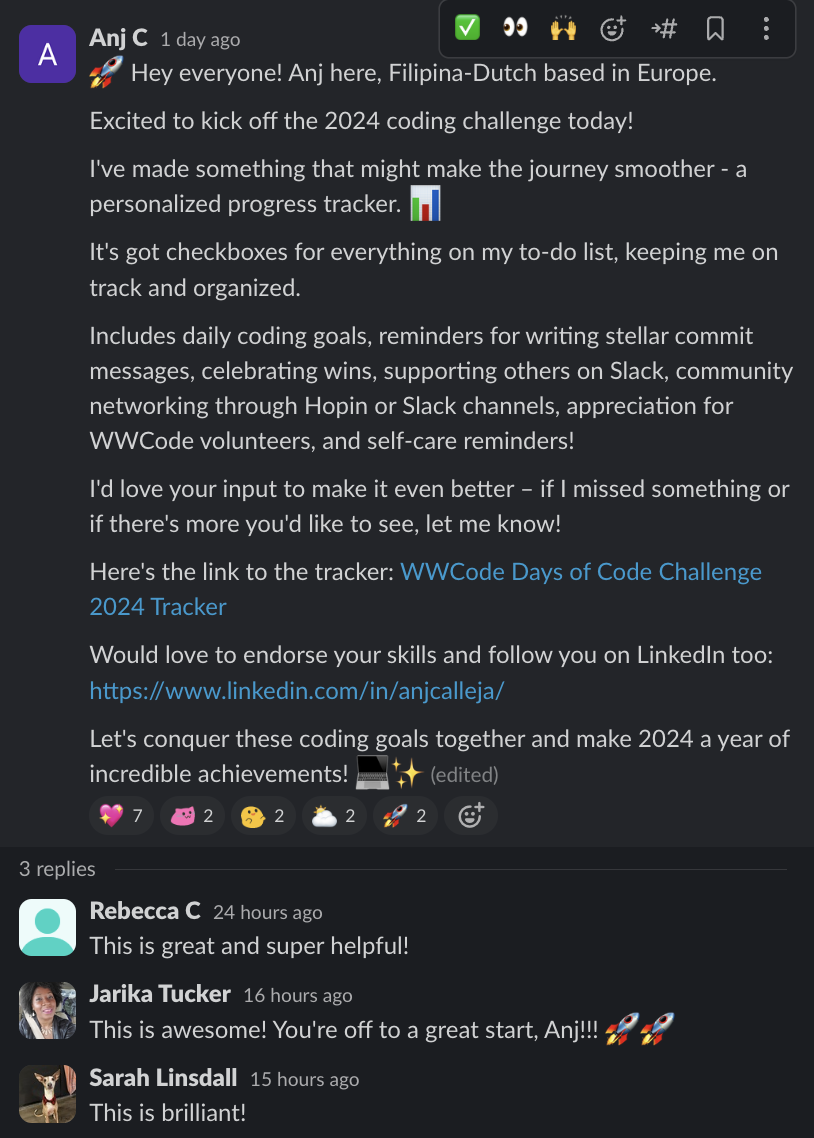 A
Anj C 1 day ago
🚀 Hey everyone! Anj here, Filipina-Dutch based in Europe.
Excited to kick off the 2024 coding challenge today!
I've made something that might make the journey smoother - a
personalized progress tracker. 📊
It's got checkboxes for everything on my to-do list, keeping me on
track and organized.
Includes daily coding goals, reminders for writing stellar commit
messages, celebrating wins, supporting others on Slack, community
networking through Hopin or Slack channels, appreciation for
WWCode volunteers, and self-care reminders!
I'd love your input to make it even better – if I missed something or
if there's more you'd like to see, let me know!
Here's the link to the tracker: WWCode Days of Code Challenge
2024 Tracker
Would love to endorse your skills and follow you on LinkedIn too:
https://www.linkedin.com/in/anjcalleja/
Let's conquer these coding goals together and make 2024 a year of
incredible achievements! 💻✨ (edited)
💖 7 2 🤔 2 🌥️ 2 🚀 2
3 replies
Rebecca C 24 hours ago
This is great and super helpful!
Jarika Tucker 16 hours ago
This is awesome! You're off to a great start, Anj!!! 🚀🚀
Sarah Linsdall 15 hours ago
This is brilliant!